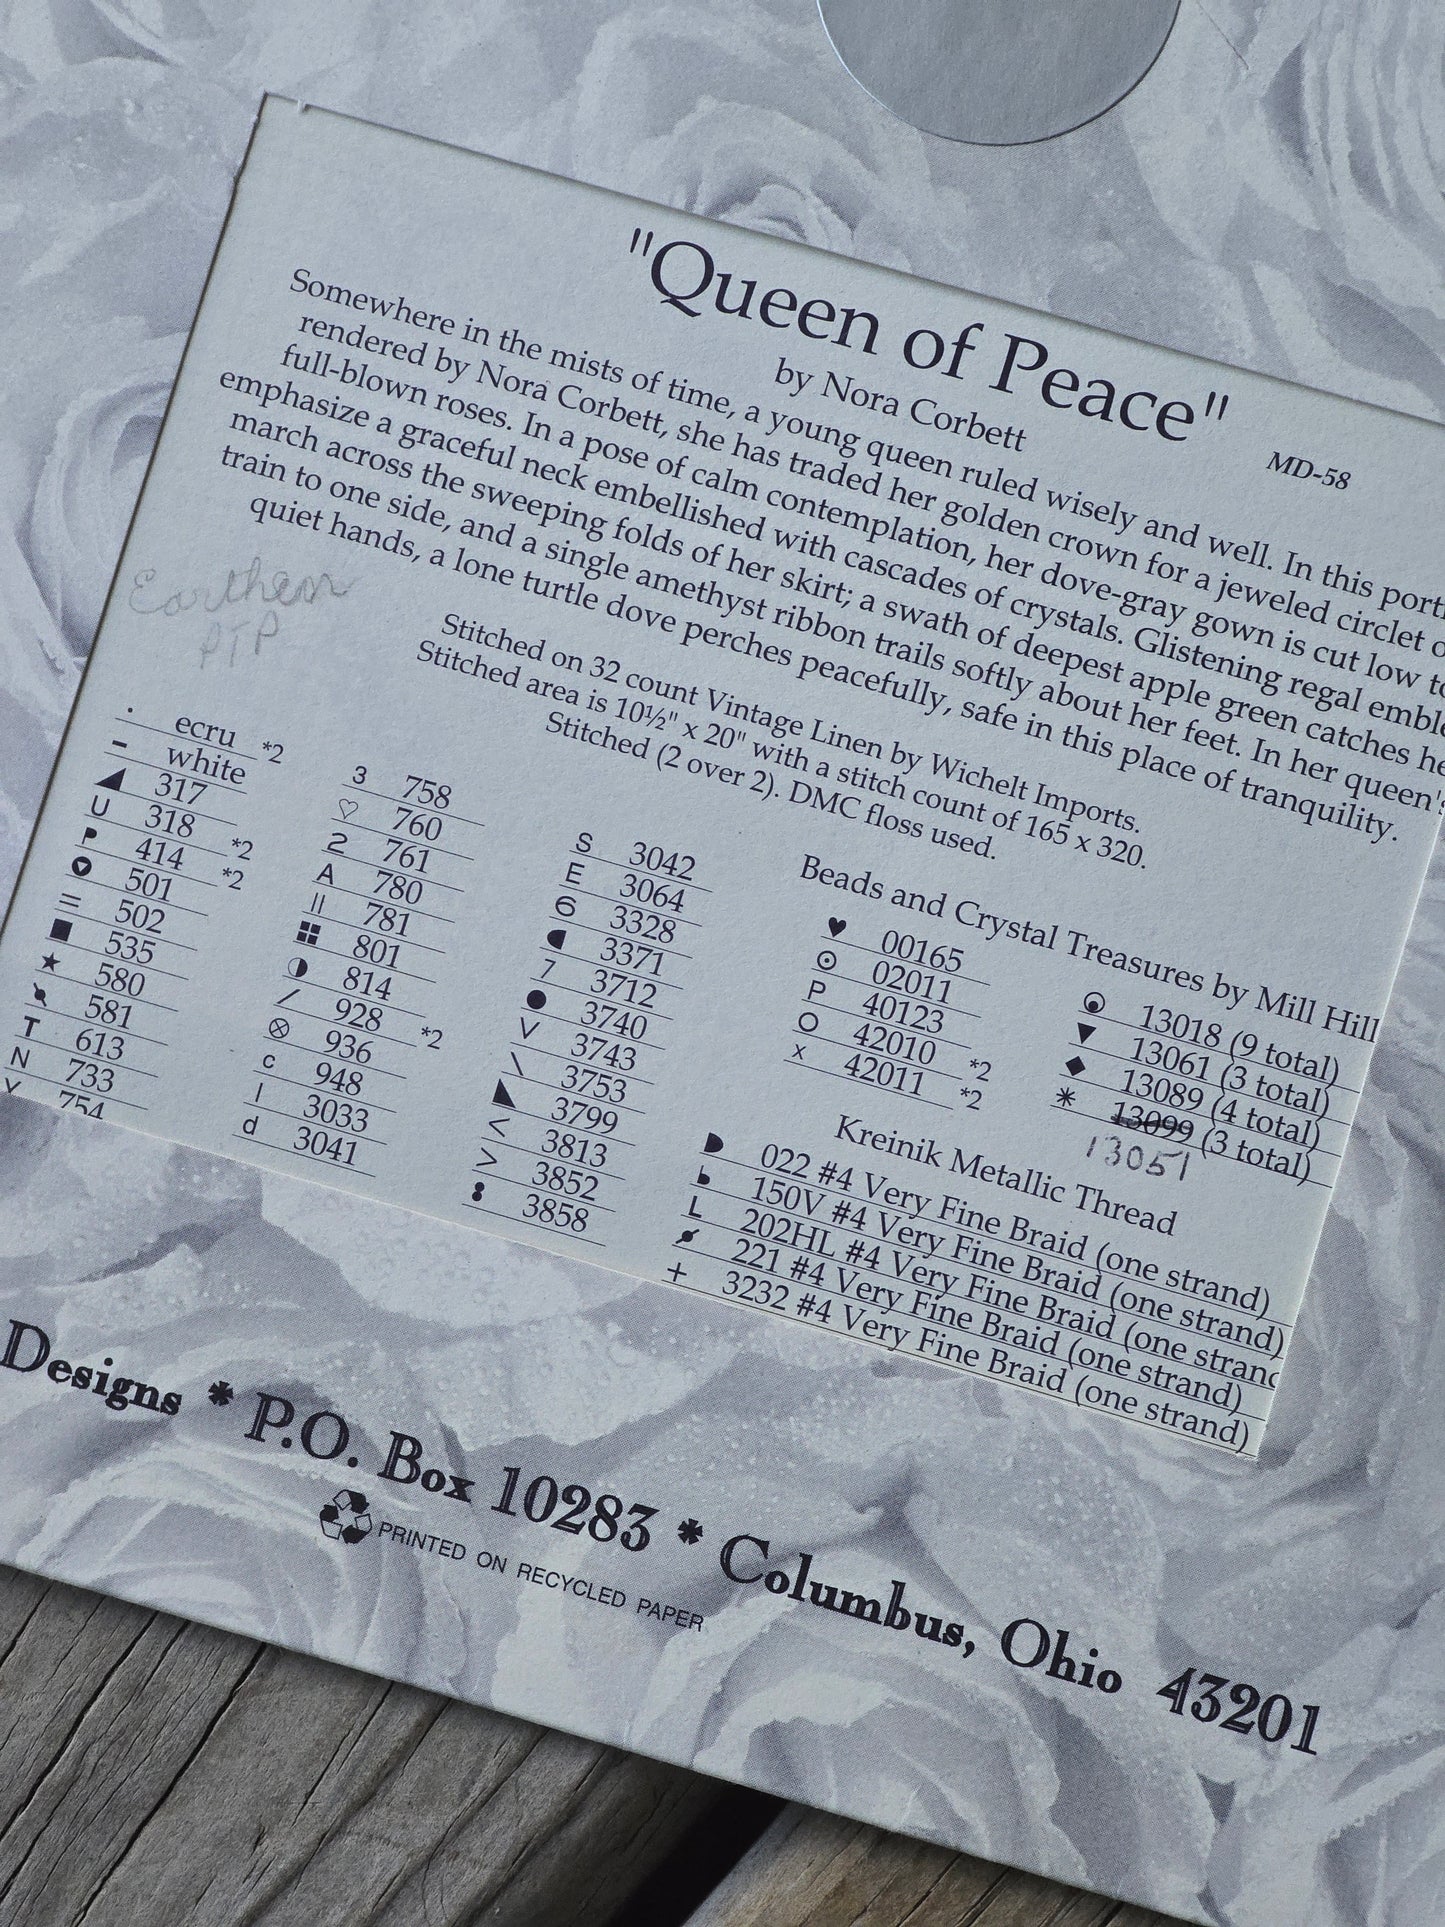 "Queen of Peace"
by Nora Corbett
MD-58
Somewhere in the mists of time, a young queen ruled wisely and well. In this
rendered by Nora Corbett, she has traded her golden crown for a jeweled circlet
full-blown roses. In a pose of calm contemplation, her dove-gray gown is cut low
emphasize a graceful neck embellished with cascades of crystals. Glistening regal
march across the sweeping folds of her skirt; a swath of deepest apple green catches
train to one side, and a single amethyst ribbon trails softly about her feet. In her queen's
quiet hands, a lone turtle dove perches peacefully, safe in this place of tranquility.
Earthen
PTP
Stitched on 32 count Vintage Linen by Wichelt Imports.
Stitched area is 10½" x 20" with a stitch count of 165 x 320.
Stitched (2 over 2). DMC floss used.
· ecru *2
– white
◢ 317
U 318 *2
P 414 *2
501
= 502
■ 535
★ 580
581
T 613
N 733
Y 754
3 758
♡ 760
2 761
A 780
|| 781
801
◑ 814
/ 928 *2
⊗ 936
c 948
| 3033
d 3041
S 3042
E 3064
6 3328
3371
7 3712
● 3740
V 3743
\ 3753
◣ 3799
< 3813
> 3852
3858
Beads and Crystal Treasures by Mill Hill
♥ 00165
⊙ 02011
P 40123
O 42010 *2
x 42011 *2
13018 (9 total)
▼ 13061 (3 total)
◆ 13089 (4 total)
✳ 13099 (3 total)
13051
Kreinik Metallic Thread
022 #4 Very Fine Braid (one strand)
150V #4 Very Fine Braid (one strand)
L 202HL #4 Very Fine Braid (one strand
221 #4 Very Fine Braid (one strand)
+ 3232 #4 Very Fine Braid (one strand)
Designs * P.O. Box 10283 * Columbus, Ohio 43201
PRINTED ON RECYCLED PAPER